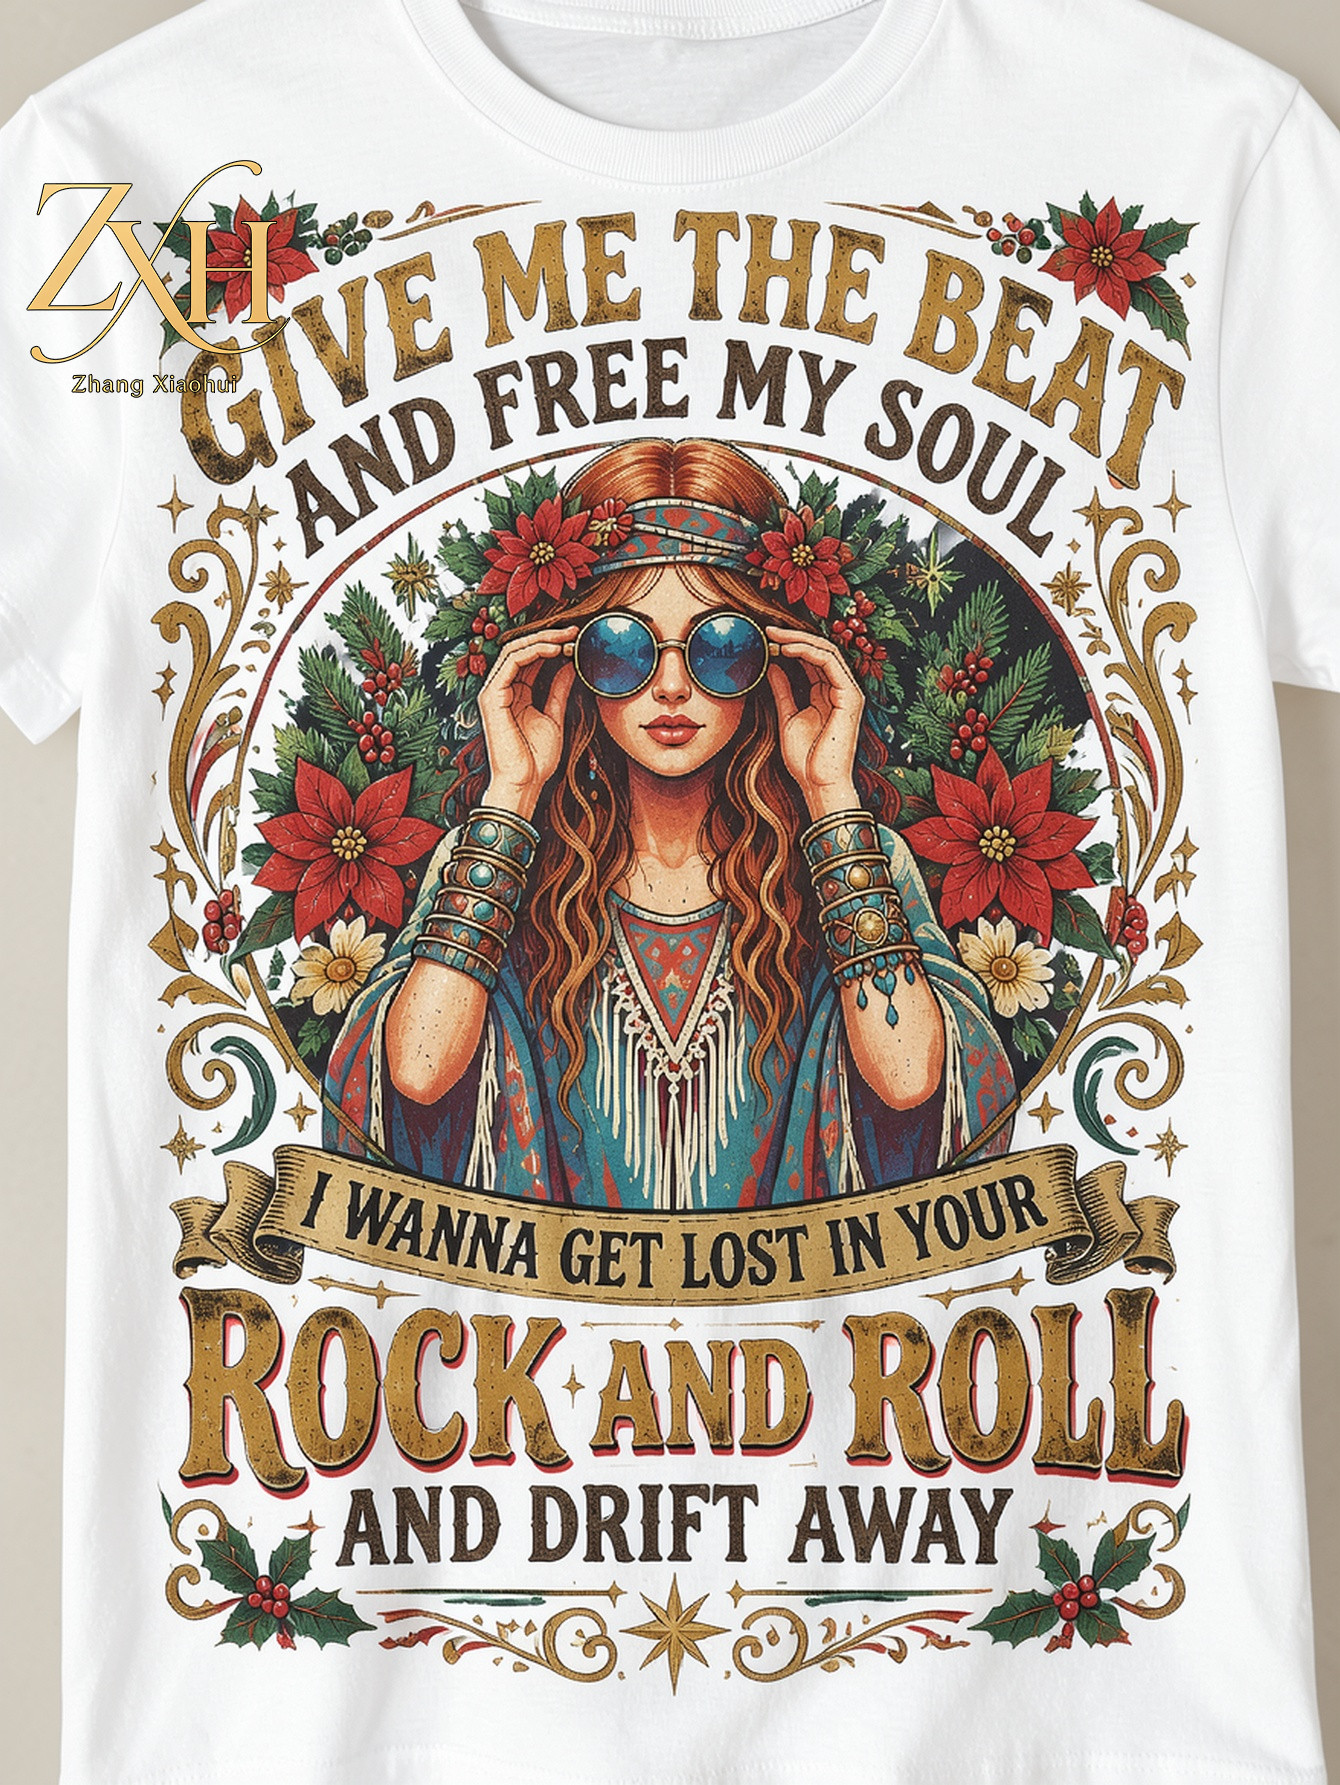 ZXH
Zhang Xiaohui
GIVE ME THE BEAT
AND FREE MY SOUL
I WANNA GET LOST IN YOUR
ROCK AND ROLL
AND DRIFT AWAY